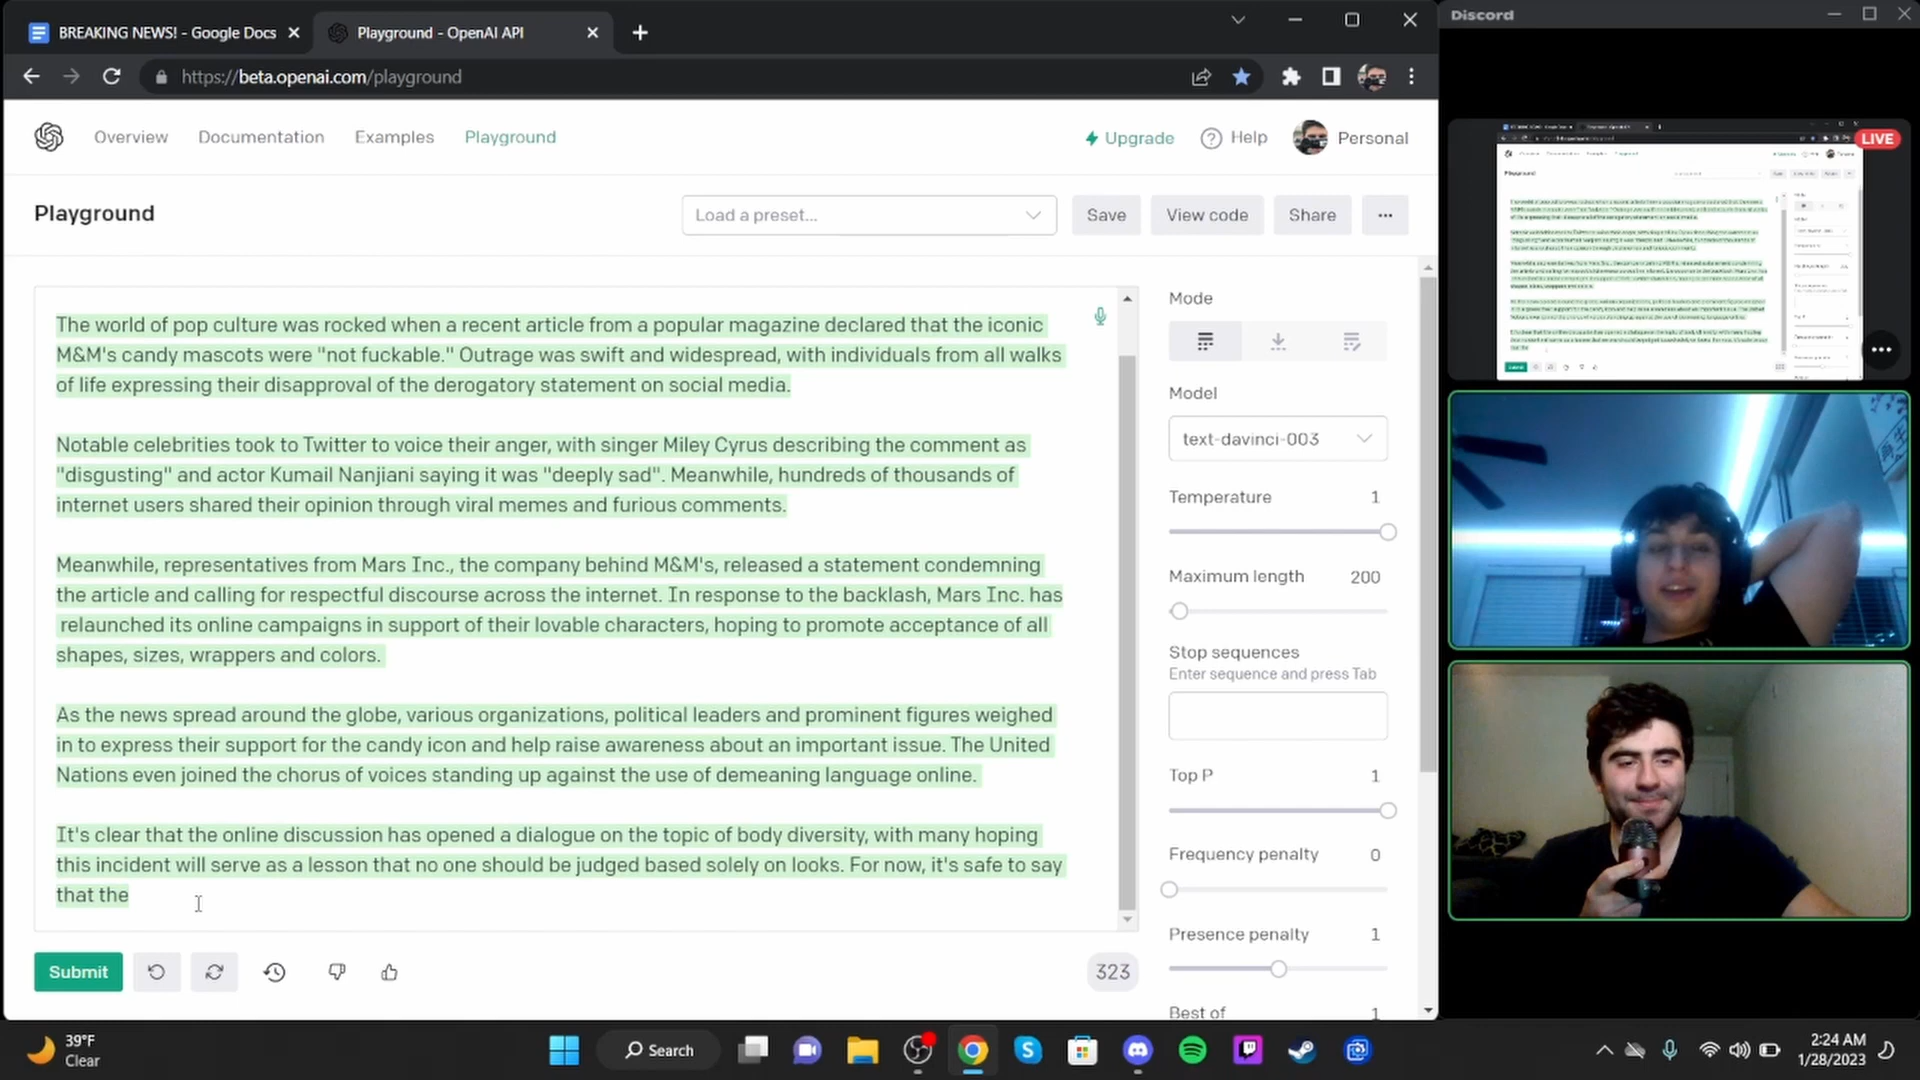 BREAKING NEWS! - Google Docs
Playground - OpenAI API
Discord
https://beta.openai.com/playground
Overview
Documentation
Examples
Playground
Upgrade
Help
Personal
LIVE
Playground
Load a preset...
Save
View code
Share
The world of pop culture was rocked when a recent article from a popular magazine declared that the iconic
M&M's candy mascots were "not fuckable." Outrage was swift and widespread, with individuals from all walks
of life expressing their disapproval of the derogatory statement on social media.
Notable celebrities took to Twitter to voice their anger, with singer Miley Cyrus describing the comment as
"disgusting" and actor Kumail Nanjiani saying it was "deeply sad". Meanwhile, hundreds of thousands of
internet users shared their opinion through viral memes and furious comments.
Meanwhile, representatives from Mars Inc., the company behind M&M's, released a statement condemning
the article and calling for respectful discourse across the internet. In response to the backlash, Mars Inc. has
relaunched its online campaigns in support of their lovable characters, hoping to promote acceptance of all
shapes, sizes, wrappers and colors.
As the news spread around the globe, various organizations, political leaders and prominent figures weighed
in to express their support for the candy icon and help raise awareness about an important issue. The United
Nations even joined the chorus of voices standing up against the use of demeaning language online.
It's clear that the online discussion has opened a dialogue on the topic of body diversity, with many hoping
this incident will serve as a lesson that no one should be judged based solely on looks. For now, it's safe to say
that the
Mode
Model
text-davinci-003
Temperature 1
Maximum length 200
Stop sequences
Enter sequence and press Tab
Top P 1
Frequency penalty 0
Presence penalty 1
Best of 1
Submit
323
39°F
Clear
Search
2:24 AM
1/28/2023